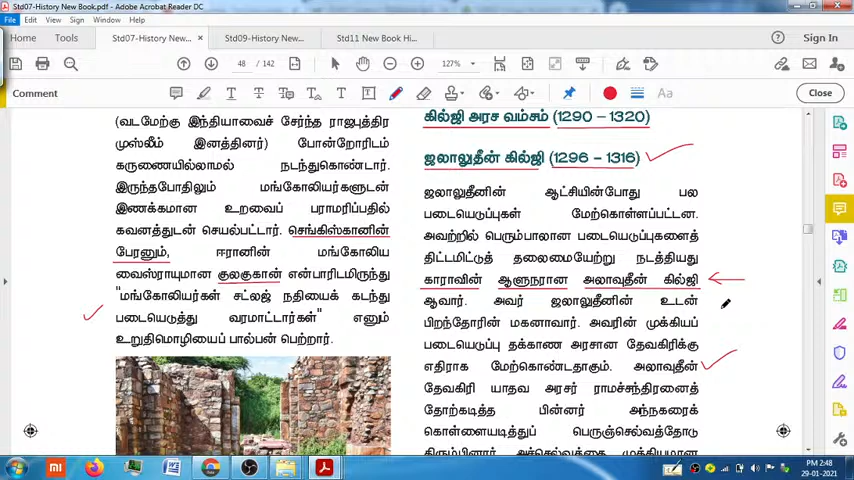 Std07-History New Book.pdf - Adobe Acrobat Reader DC
File Edit View Sign Window Help
Home Tools Std07-History New... × Std09-History New... Std11 New Book Hi... Sign In
48 / 142 127%
Comment Close
(வடமேற்கு இந்தியாவைச் சேர்ந்த ராஜபுத்திர
முஸ்லீம் இனத்தினர்) போன்றோரிடம்
கருணையில்லாமல் நடந்துகொண்டார்.
இருந்தபோதிலும் மங்கோலியர்களுடன்
இணக்கமான உறவைப் பராமரிப்பதில்
கவனத்துடன் செயல்பட்டார். செங்கிஸ்கானின்
பேரனும், ஈரானின் மங்கோலிய
வைஸ்ராயுமான குலகுகான் என்பாரிடமிருந்து
"மங்கோலியர்கள் சட்லஜ் நதியைக் கடந்து
படையெடுத்து வரமாட்டார்கள்" எனும்
உறுதிமொழியைப் பால்பன் பெற்றார்.
கில்ஜி அரச வம்சம் (1290 – 1320)
ஜலாலுதீன் கில்ஜி (1296 – 1316)
ஜலாலுதீனின் ஆட்சியின்போது பல
படையெடுப்புகள் மேற்கொள்ளப்பட்டன.
அவற்றில் பெரும்பாலான படையெடுப்புகளைத்
திட்டமிட்டுத் தலைமையேற்று நடத்தியது
காராவின் ஆளுநரான அலாவுதீன் கில்ஜி
ஆவார். அவர் ஜலாலுதீனின் உடன்
பிறந்தோரின் மகனாவார். அவரின் முக்கியப்
படையெடுப்பு தக்காண அரசான தேவகிரிக்கு
எதிராக மேற்கொண்டதாகும். அலாவுதீன்
தேவகிரி யாதவ அரசர் ராமச்சந்திரனைத்
தோற்கடித்த பின்னர் அந்நகரைக்
கொள்ளையடித்துப் பெருஞ்செல்வத்தோடு
திரும்பினார். அச்செல்வத்தை முக்கியமான
PM 2:48
29-01-2021